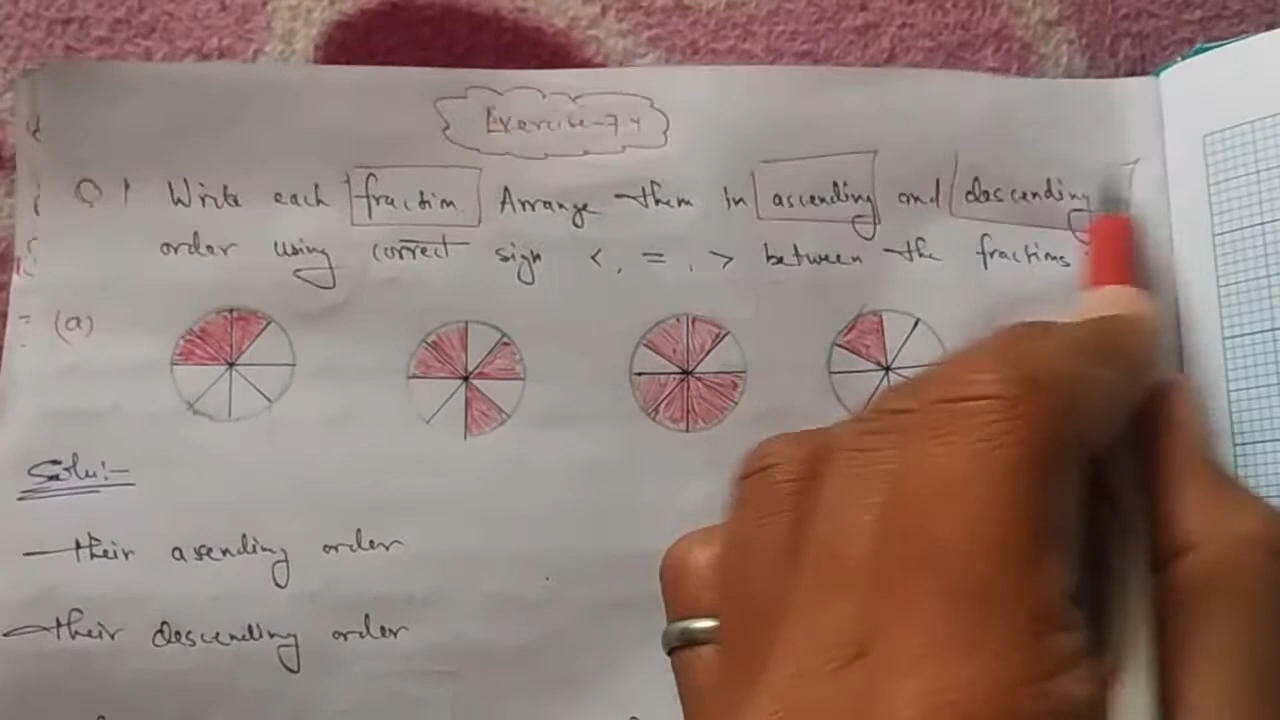 Exercise-7.4
Q1 Write each fraction. Arrange them in ascending and descending
order using correct sign <, =, > between the fractions
(a)
Solu:-
their asending order
their descending order